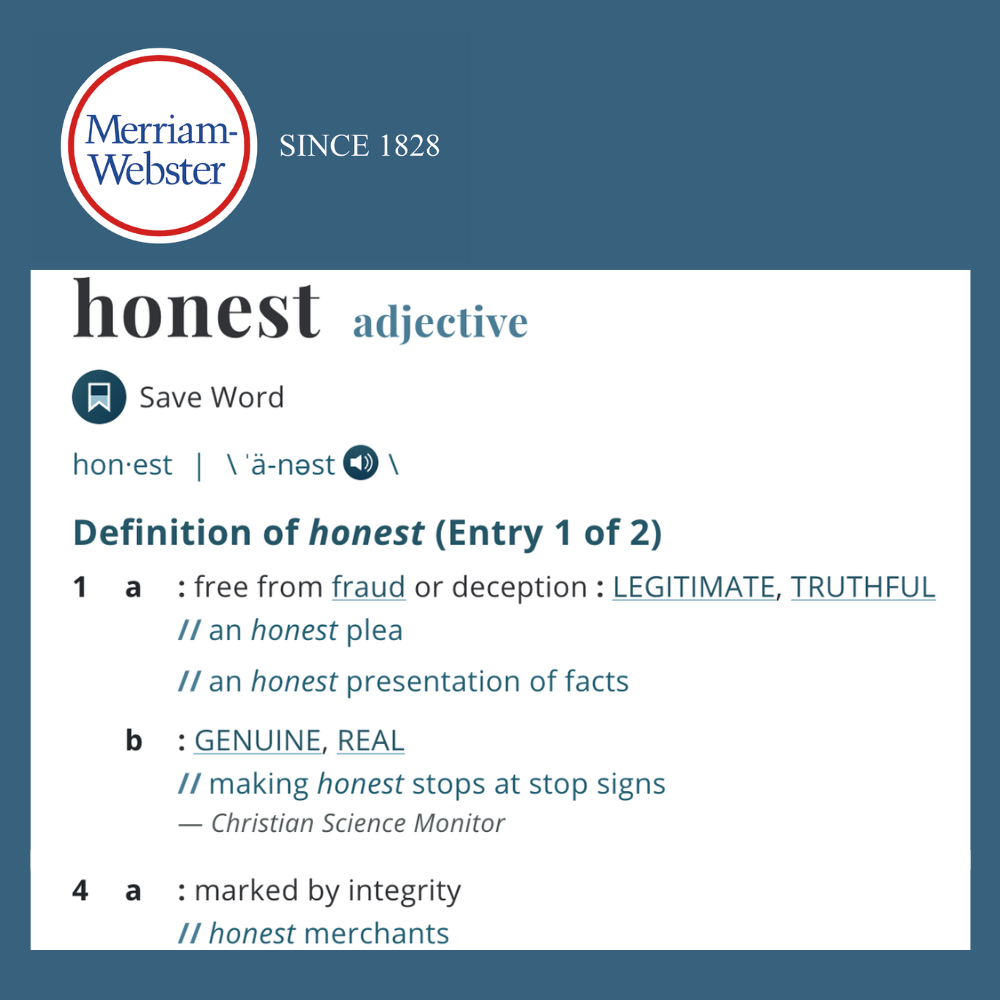 Merriam-
Webster
SINCE 1828
honest adjective
Save Word
hon·est | \ ˈä-nəst \
Definition of honest (Entry 1 of 2)
1 a : free from fraud or deception : LEGITIMATE, TRUTHFUL
// an honest plea
// an honest presentation of facts
b : GENUINE, REAL
// making honest stops at stop signs
— Christian Science Monitor
4 a : marked by integrity
// honest merchants